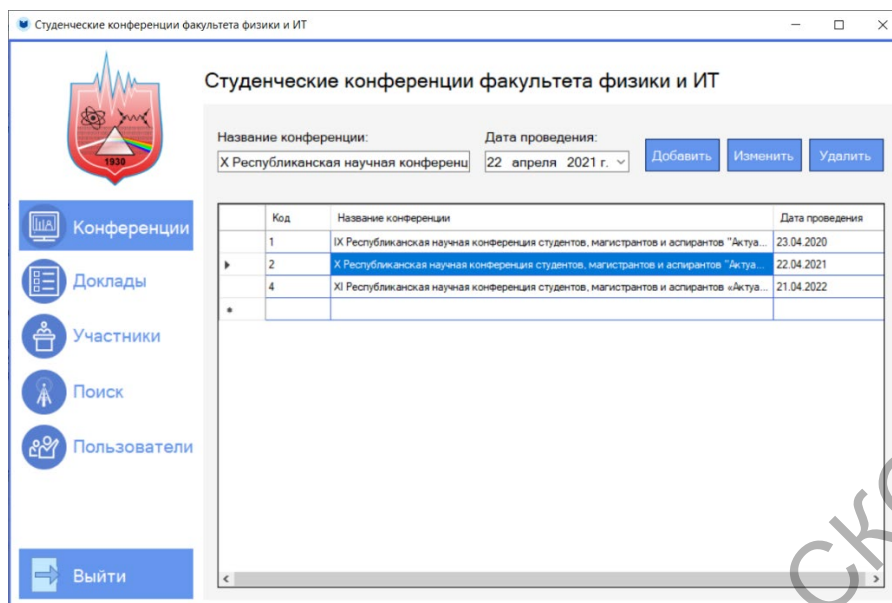 Студенческие конференции факультета физики и ИТ
1930
Студенческие конференции факультета физики и ИТ
Название конференции:
Дата проведения:
X Республиканская научная конференц
22 апреля 2021 г.
Добавить
Изменить
Удалить
Конференции
Доклады
Участники
Поиск
Пользователи
Выйти
Код Название конференции Дата проведения
1 IX Республиканская научная конференция студентов, магистрантов и аспирантов "Актуа... 23.04.2020
2 X Республиканская научная конференция студентов, магистрантов и аспирантов "Актуа... 22.04.2021
4 XI Республиканская научная конференция студентов, магистрантов и аспирантов «Актуа... 21.04.2022